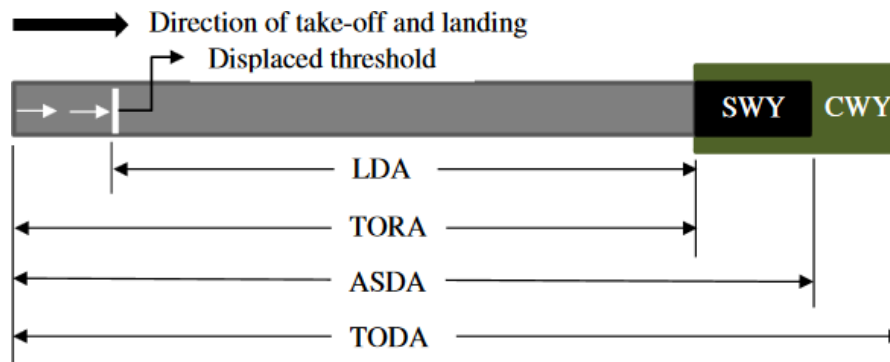 Direction of take-off and landing
Displaced threshold
SWY CWY
LDA
TORA
ASDA
TODA